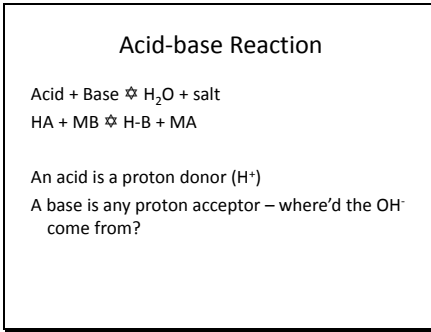 Acid-base Reaction
Acid + Base ✡ H₂O + salt
HA + MB ✡ H-B + MA
An acid is a proton donor (H⁺)
A base is any proton acceptor – where’d the OH⁻
come from?